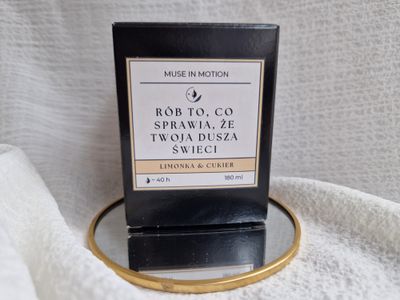 MUSE IN MOTION
RÓB TO, CO
SPRAWIA, ŻE
TWOJA DUSZA
ŚWIECI
LIMONKA & CUKIER
~ 40 h 180 ml